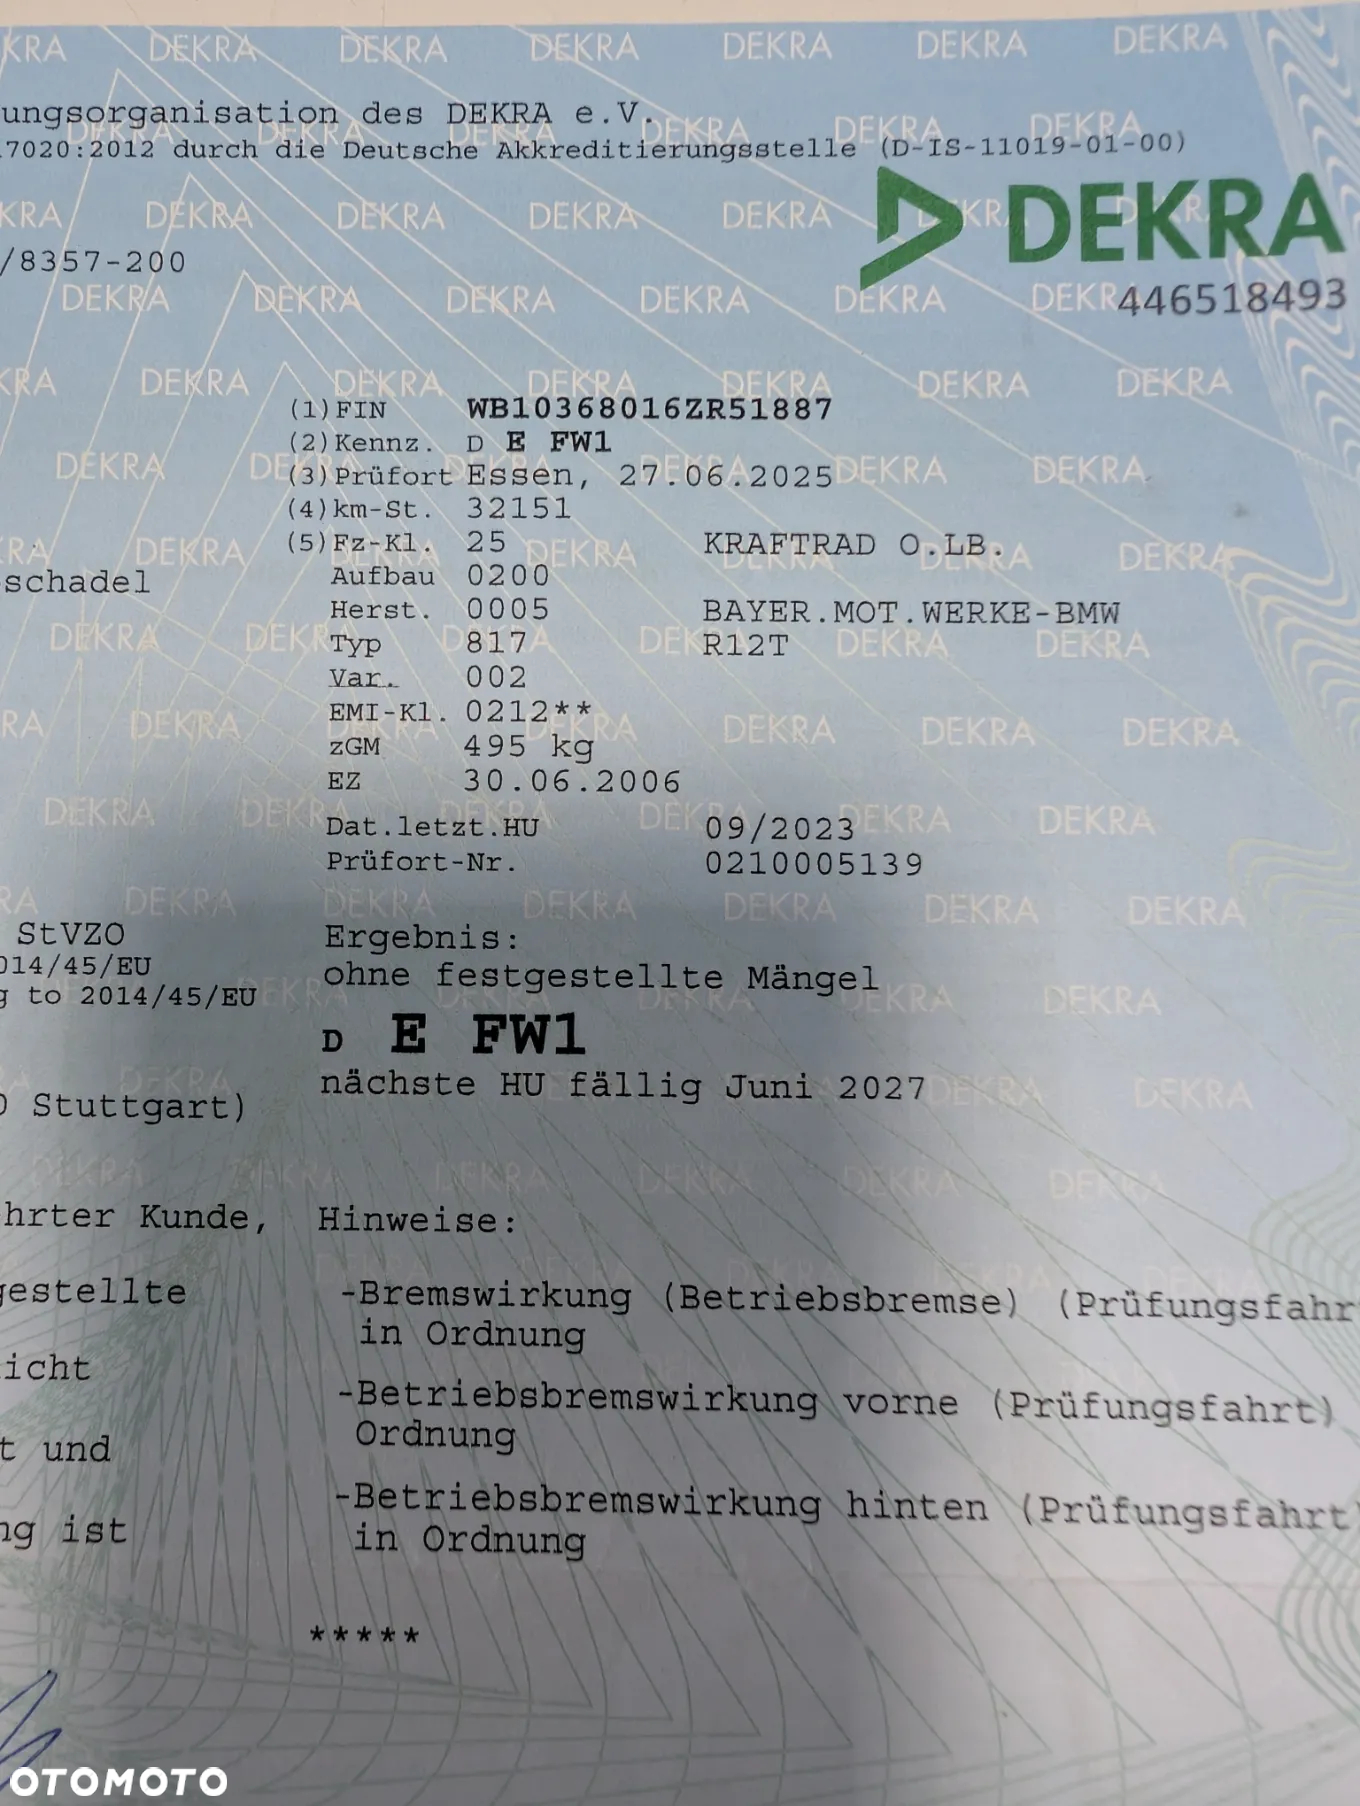 ungsorganisation des DEKRA e.V.
17020:2012 durch die Deutsche Akkreditierungsstelle (D-IS-11019-01-00)
DEKRA
/8357-200
446518493
(1)FIN WB10368016ZR51887
(2)Kennz. D E FW1
(3)Prüfort Essen, 27.06.2025
(4)km-St. 32151
(5)Fz-Kl. 25 KRAFTRAD O.LB.
schadel
Aufbau 0200
Herst. 0005 BAYER.MOT.WERKE-BMW
Typ 817 R12T
Var. 002
EMI-Kl. 0212**
zGM 495 kg
EZ 30.06.2006
Dat.letzt.HU 09/2023
Prüfort-Nr. 0210005139
StVZO
014/45/EU
g to 2014/45/EU
Ergebnis:
ohne festgestellte Mängel
D E FW1
nächste HU fällig Juni 2027
O Stuttgart)
hrter Kunde,
gestellte
icht
t und
ng ist
Hinweise:
-Bremswirkung (Betriebsbremse) (Prüfungsfahr
in Ordnung
-Betriebsbremswirkung vorne (Prüfungsfahrt)
Ordnung
-Betriebsbremswirkung hinten (Prüfungsfahrt
in Ordnung
*****
OTOMOTO